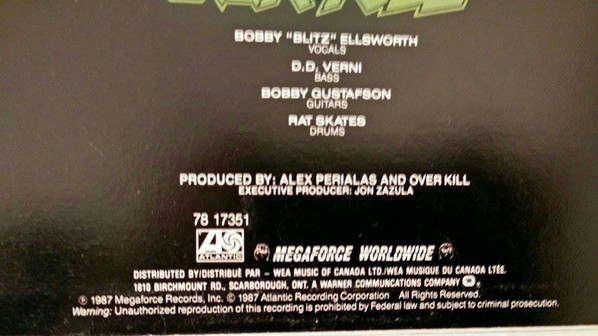 BOBBY "BLITZ" ELLSWORTH
VOCALS
D.D. VERNI
BASS
BOBBY GUSTAFSON
GUITARS
RAT SKATES
DRUMS
PRODUCED BY: ALEX PERIALAS AND OVER KILL
EXECUTIVE PRODUCER: JON ZAZULA
78 17351
ATLANTIC
MEGAFORCE WORLDWIDE
DISTRIBUTED BY/DISTRIBUÉ PAR - WEA MUSIC OF CANADA LTD./WEA MUSIQUE DU CANADA LTÉE.
1810 BIRCHMOUNT RD., SCARBOROUGH, ONT. A WARNER COMMUNCATIONS COMPANY
℗ 1987 Megaforce Records, Inc. © 1987 Atlantic Recording Corporation All Rights Reserved.
Warning: Unauthorized reproduction of this recording is prohibited by Federal law and subject to criminal prosecution.